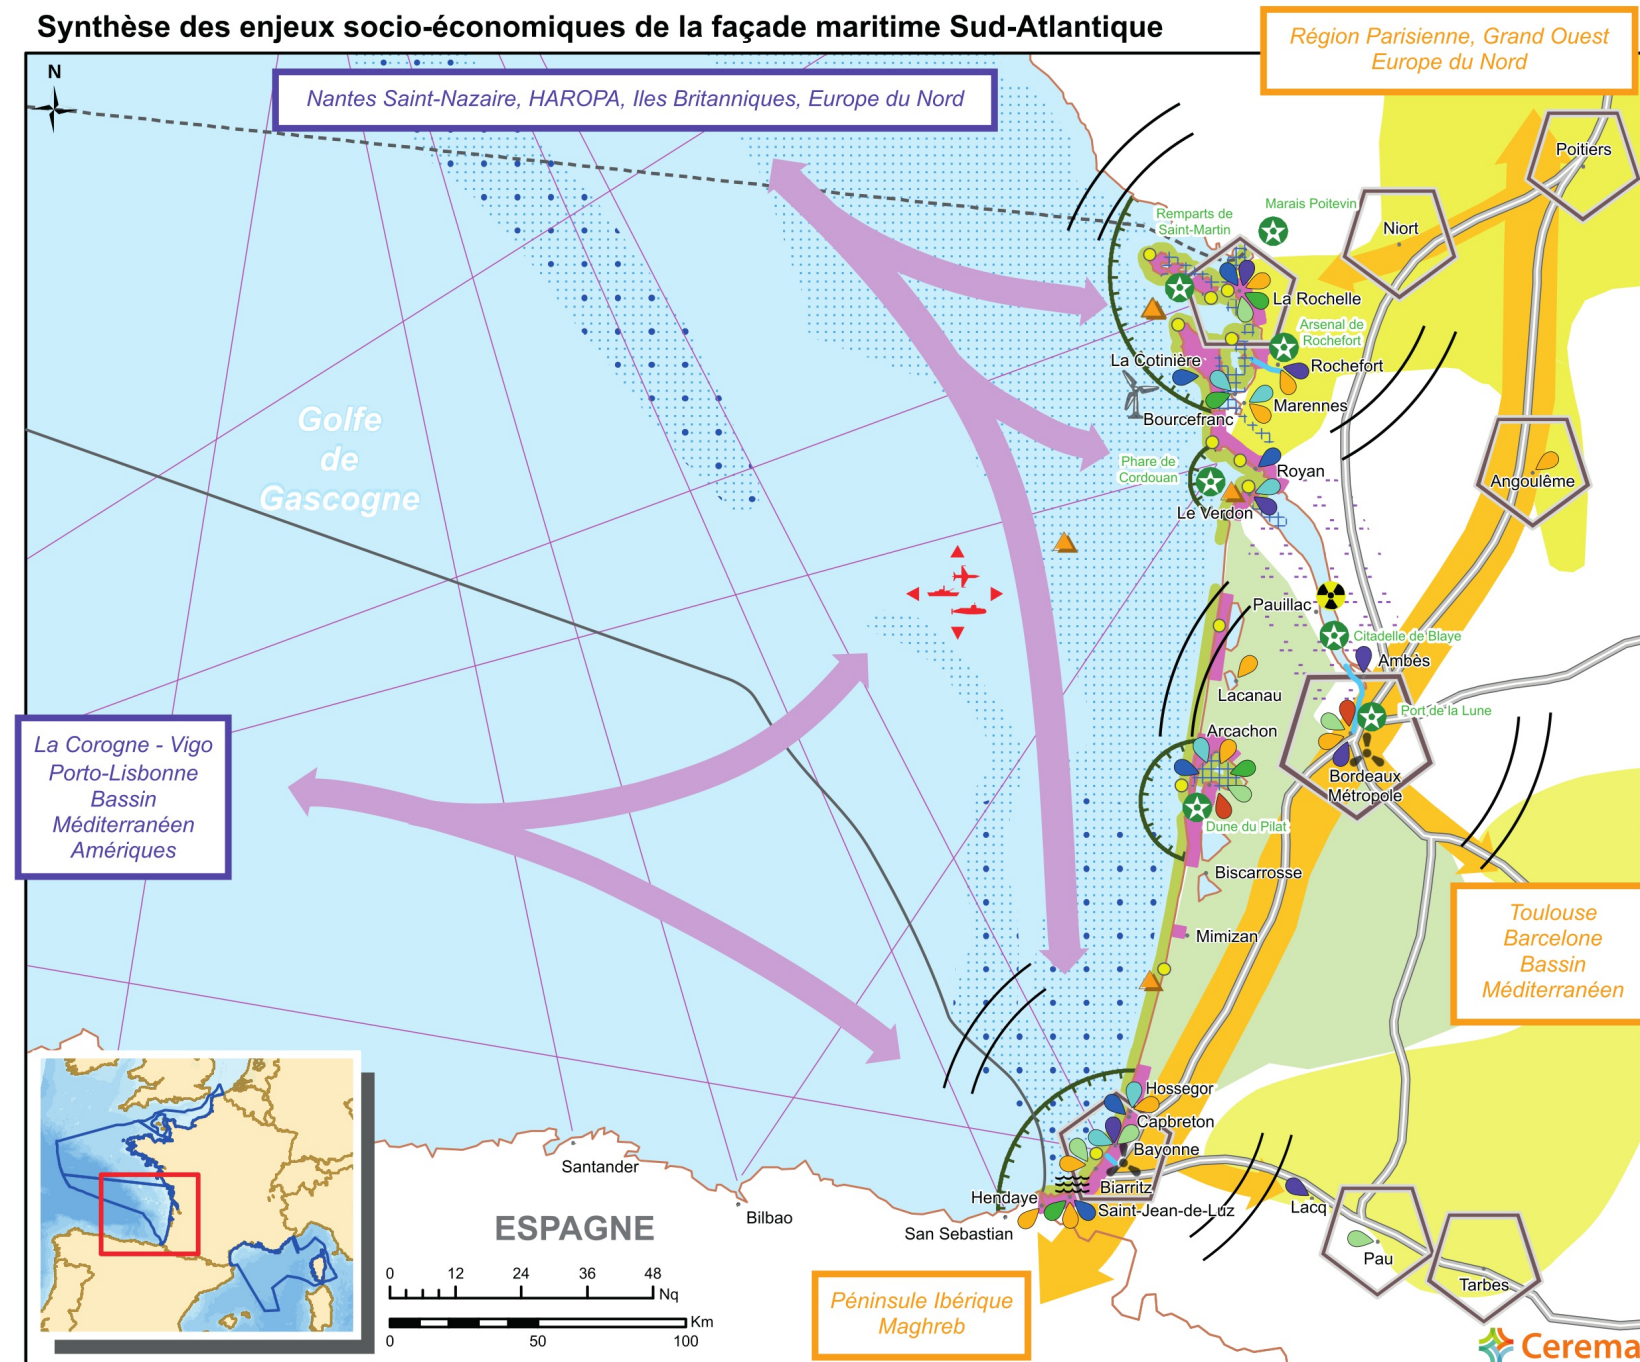 Synthèse des enjeux socio-économiques de la façade maritime Sud-Atlantique
Région Parisienne, Grand Ouest
Europe du Nord
N
Nantes Saint-Nazaire, HAROPA, Iles Britanniques, Europe du Nord
Poitiers
Marais Poitevin
Remparts de
Saint-Martin
Niort
La Rochelle
Arsenal de
Rochefort
La Cotinière
Rochefort
Marennes
Bourcefranc
Golfe
de
Gascogne
Phare de
Cordouan
Royan
Angoulême
Le Verdon
Pauillac
Citadelle de Blaye
Ambès
Lacanau
Port de la Lune
Arcachon
La Corogne - Vigo
Porto-Lisbonne
Bassin
Méditerranéen
Amériques
Bordeaux
Métropole
Dune du Pilat
Biscarrosse
Toulouse
Barcelone
Bassin
Méditerranéen
Mimizan
Hossegor
Capbreton
Bayonne
Santander
Biarritz
Hendaye
Saint-Jean-de-Luz
Lacq
Bilbao
ESPAGNE
San Sebastian
Pau
Tarbes
0 12 24 36 48
Nq
Km
0 50 100
Péninsule Ibérique
Maghreb
Cerema